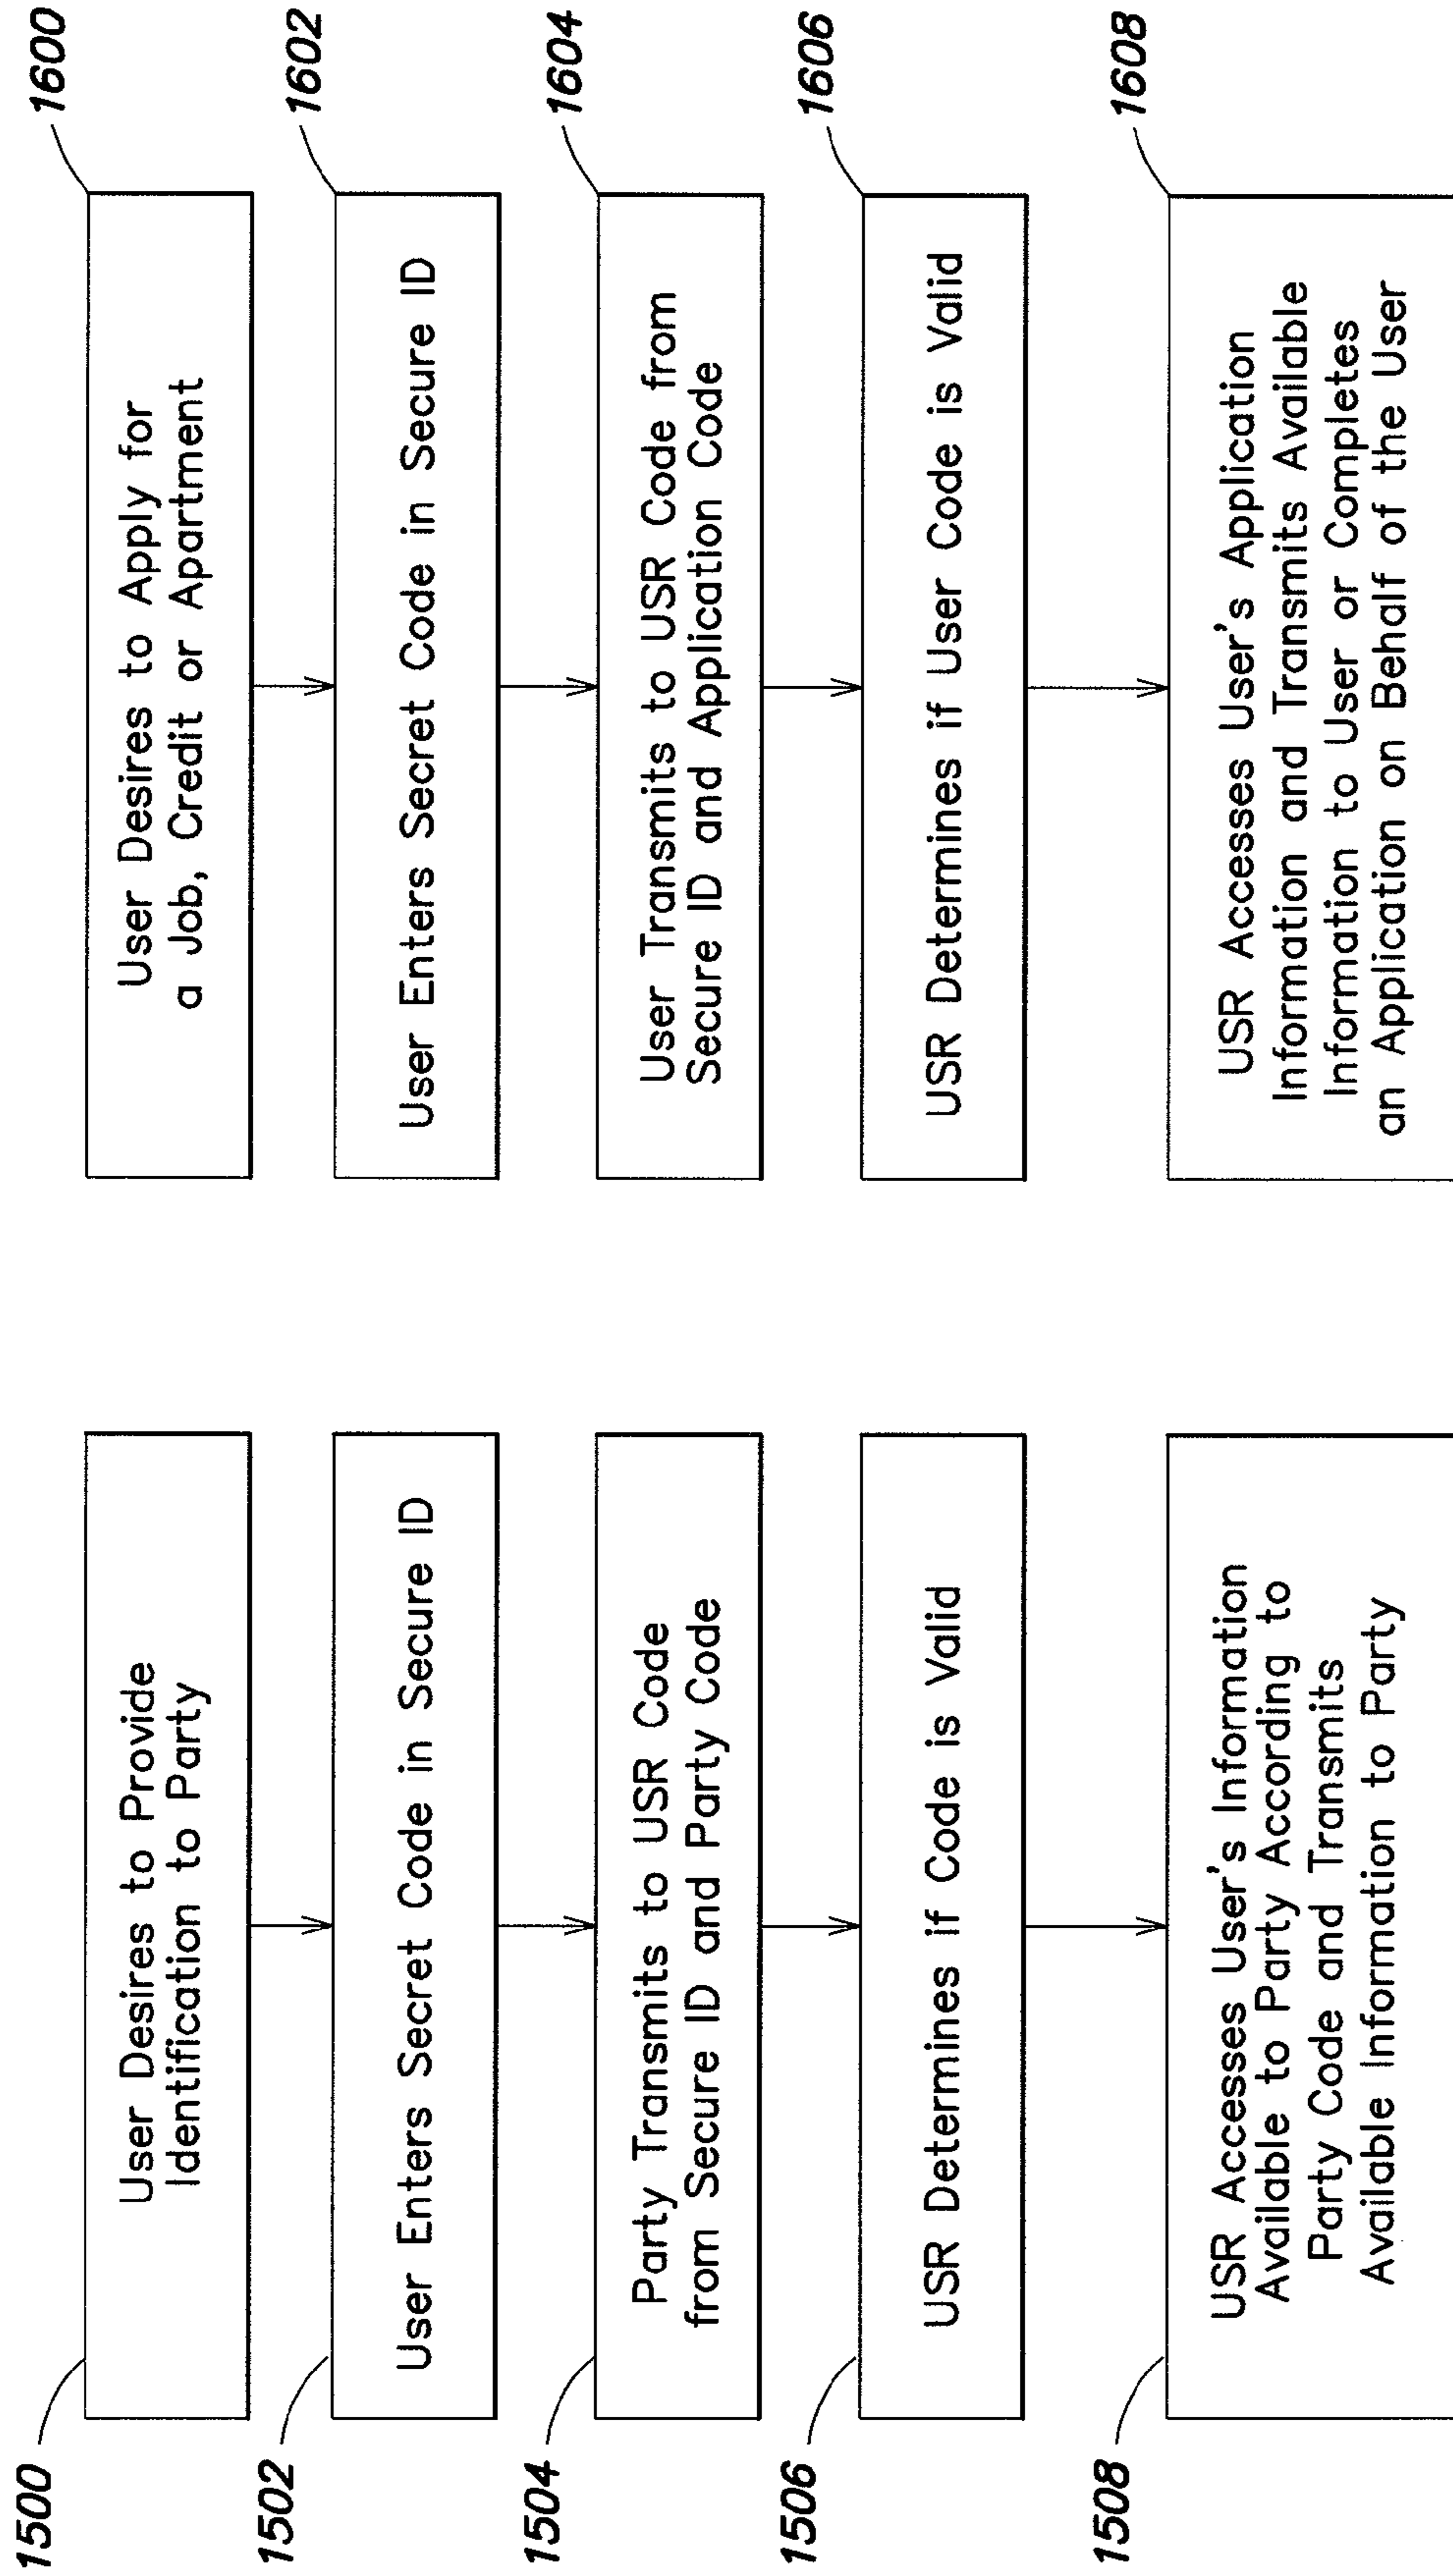 1500
User Desires to Provide
Identification to Party
1502
User Enters Secret Code in Secure ID
1504
Party Transmits to USR Code
from Secure ID and Party Code
1506
USR Determines if Code is Valid
1508
USR Accesses User's Information
Available to Party According to
Party Code and Transmits
Available Information to Party
1600
User Desires to Apply for
a Job, Credit or Apartment
1602
User Enters Secret Code in Secure ID
1604
User Transmits to USR Code from
Secure ID and Application Code
1606
USR Determines if User Code is Valid
1608
USR Accesses User's Application
Information and Transmits Available
Information to User or Completes
an Application on Behalf of the User